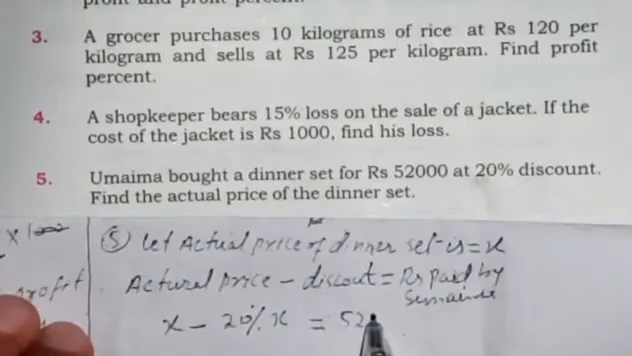 3. A grocer purchases 10 kilograms of rice at Rs 120 per
kilogram and sells at Rs 125 per kilogram. Find profit
percent.
4. A shopkeeper bears 15% loss on the sale of a jacket. If the
cost of the jacket is Rs 1000, find his loss.
5. Umaima bought a dinner set for Rs 52000 at 20% discount.
Find the actual price of the dinner set.
x 100
profit
5 let Actual price of dinner set is = x
Actural price - discout = Rs paid by
x - 20% x = 52